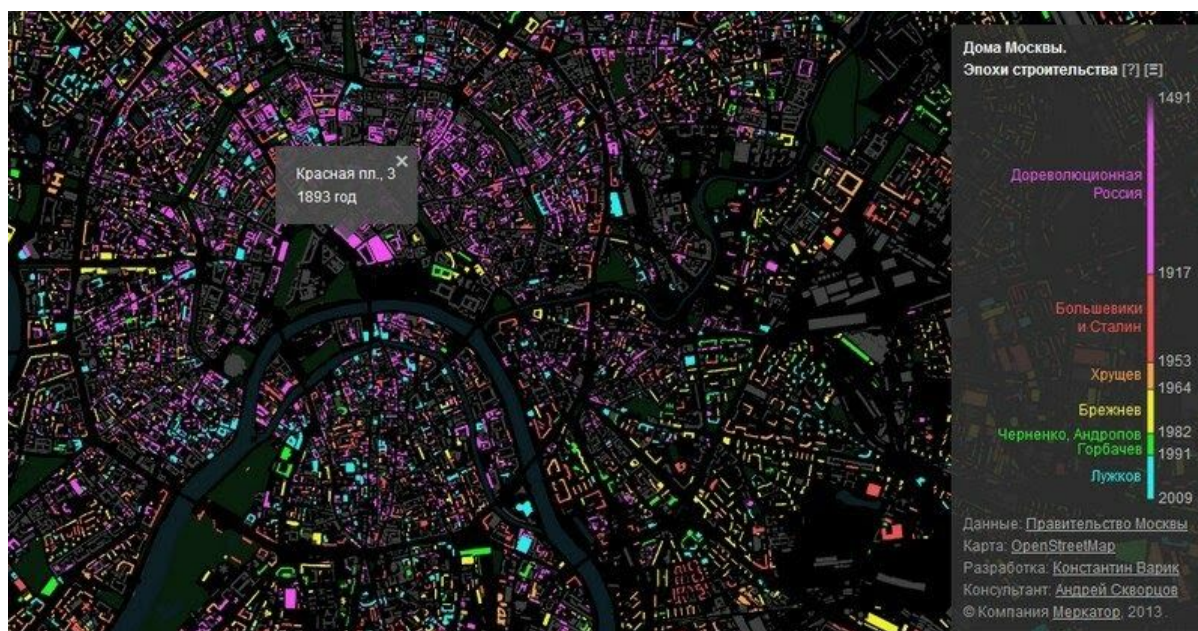 Красная пл., 3
1893 год
Дома Москвы.
Эпохи строительства [?] [Ξ]
1491
Дореволюционная
Россия
1917
Большевики
и Сталин
1953
Хрущев
1964
Брежнев
1982
Черненко, Андропов
Горбачев
1991
Лужков
2009
Данные: Правительство Москвы
Карта: OpenStreetMap
Разработка: Константин Варик
Консультант: Андрей Скворцов
© Компания Меркатор, 2013.